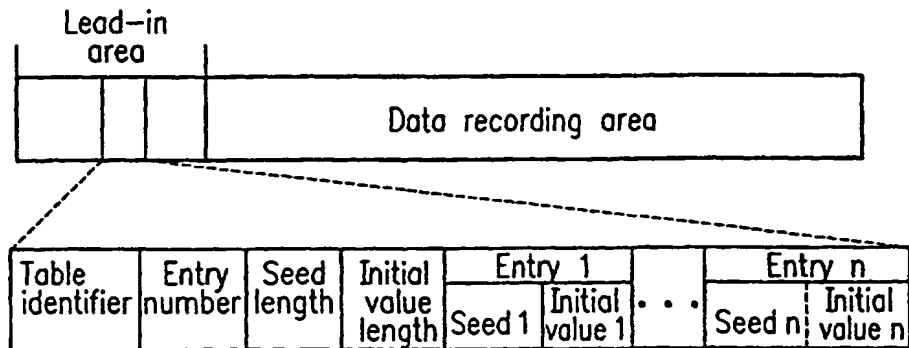 Lead-in
area
Data recording area
Table
identifier
Entry
number
Seed
length
Initial
value
length
Entry 1
Seed 1
Initial
value 1
. . .
Entry n
Seed n
Initial
value n